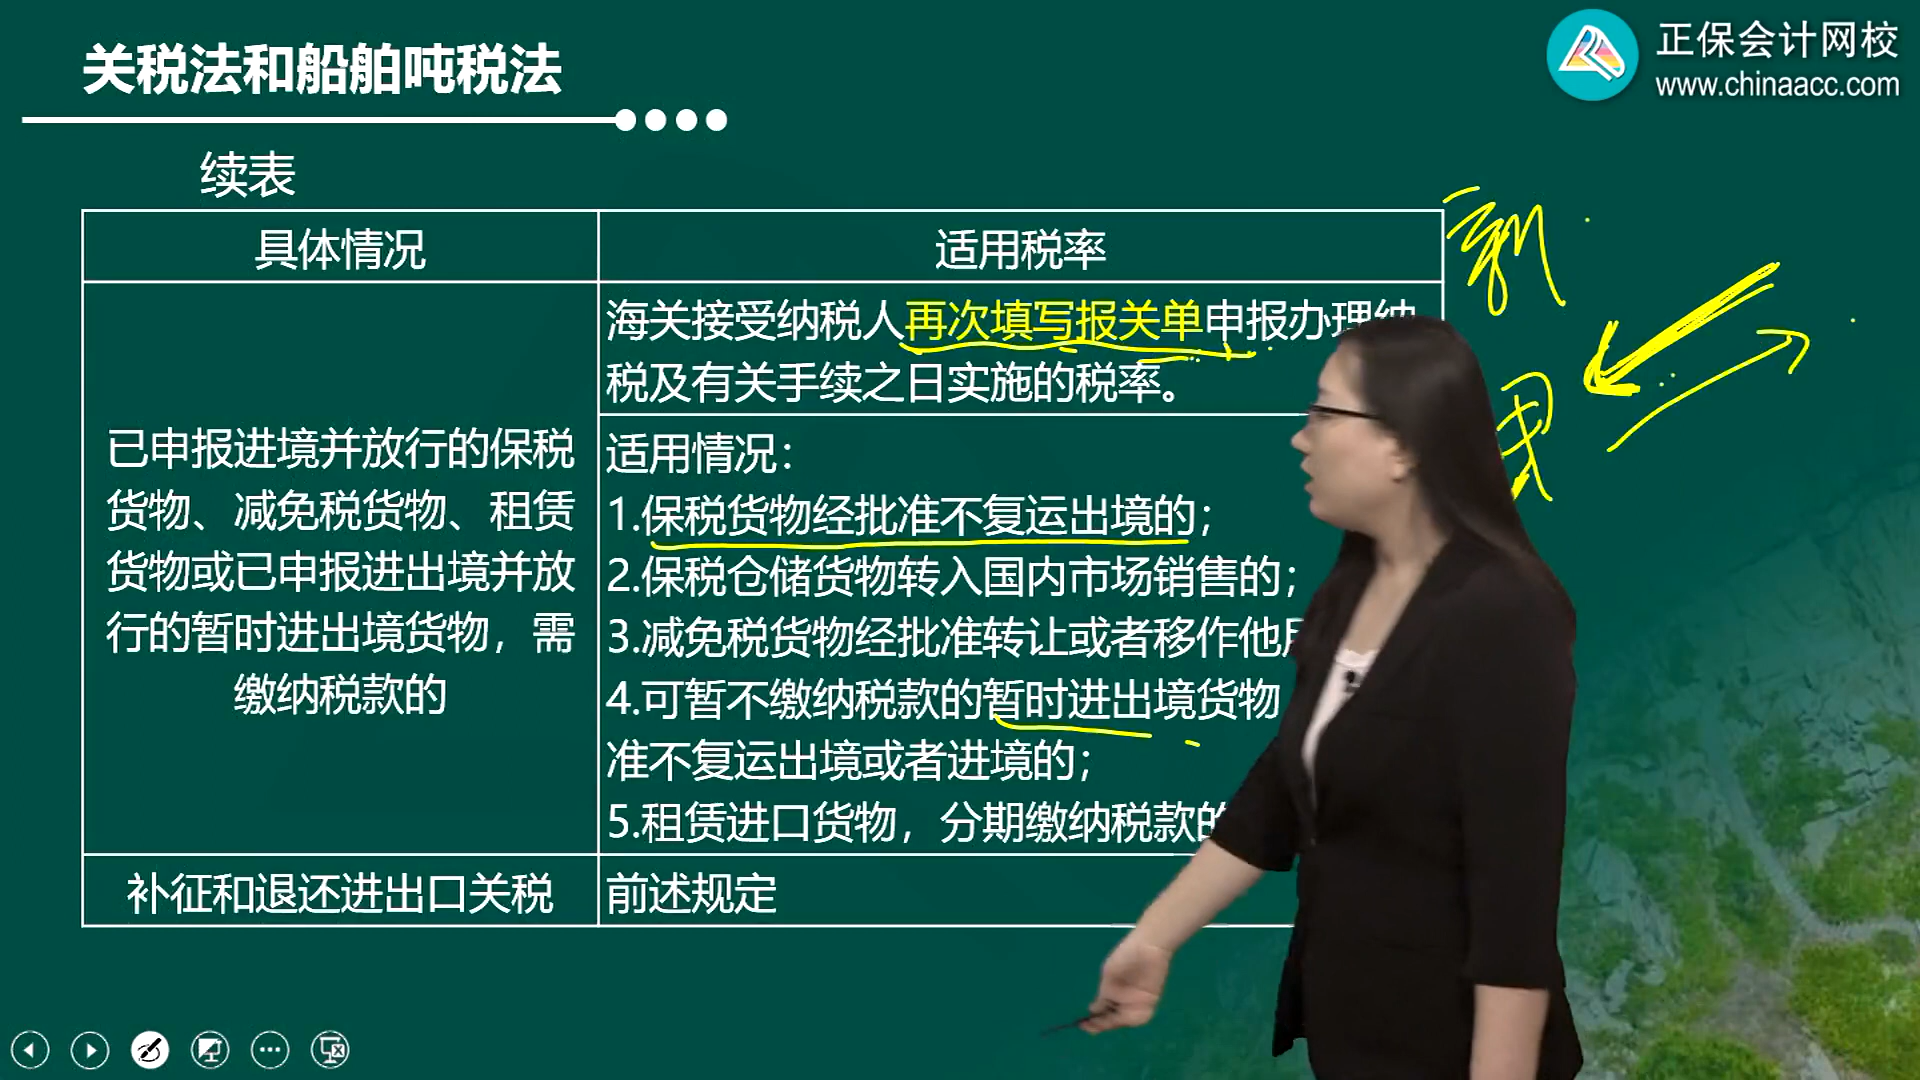 关税法和船舶吨税法
正保会计网校
www.chinaacc.com
续表
具体情况
适用税率
已申报进境并放行的保税
货物、减免税货物、租赁
货物或已申报进出境并放
行的暂时进出境货物，需
缴纳税款的
海关接受纳税人再次填写报关单申报办理纳
税及有关手续之日实施的税率。
适用情况：
1.保税货物经批准不复运出境的；
2.保税仓储货物转入国内市场销售的；
3.减免税货物经批准转让或者移作他用
4.可暂不缴纳税款的暂时进出境货物
准不复运出境或者进境的；
5.租赁进口货物，分期缴纳税款的
补征和退还进出口关税
前述规定